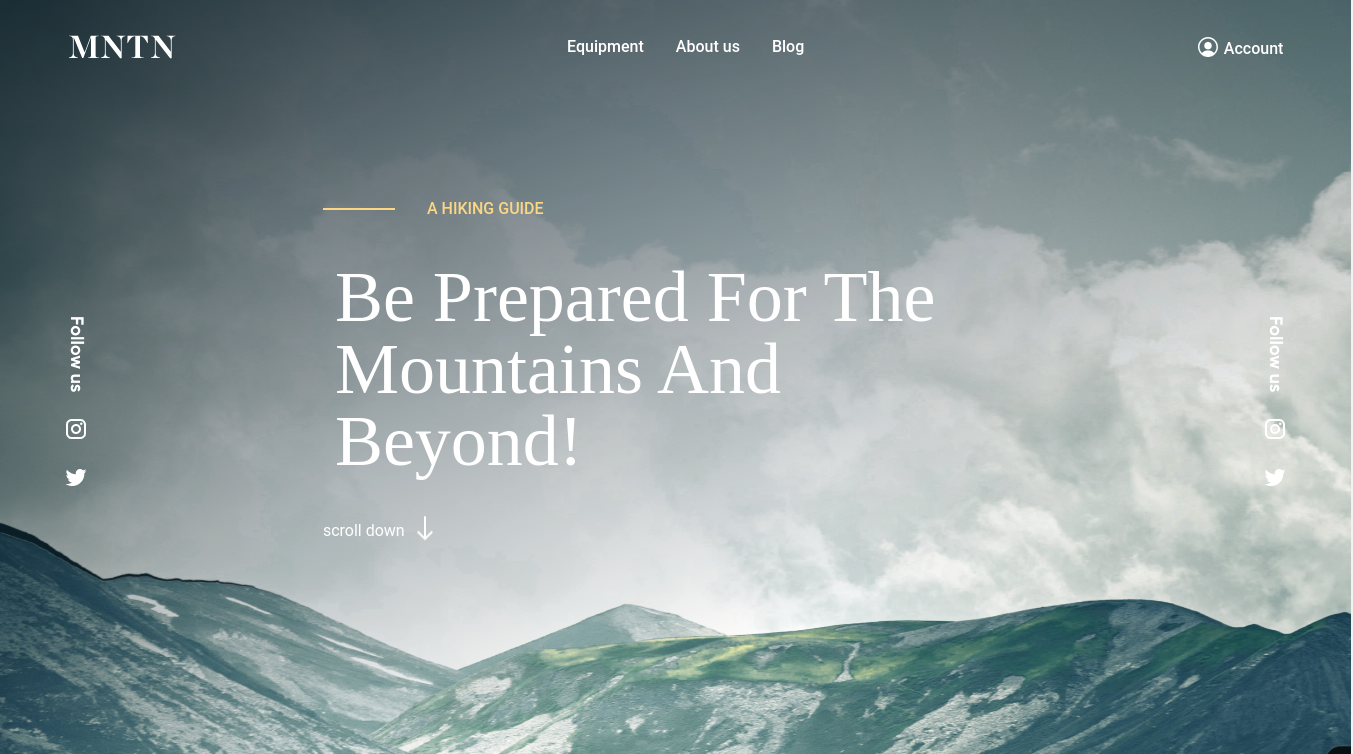 MNTN
Equipment
About us
Blog
Account
A HIKING GUIDE
Be Prepared For The
Mountains And
Beyond!
Follow us
Follow us
scroll down